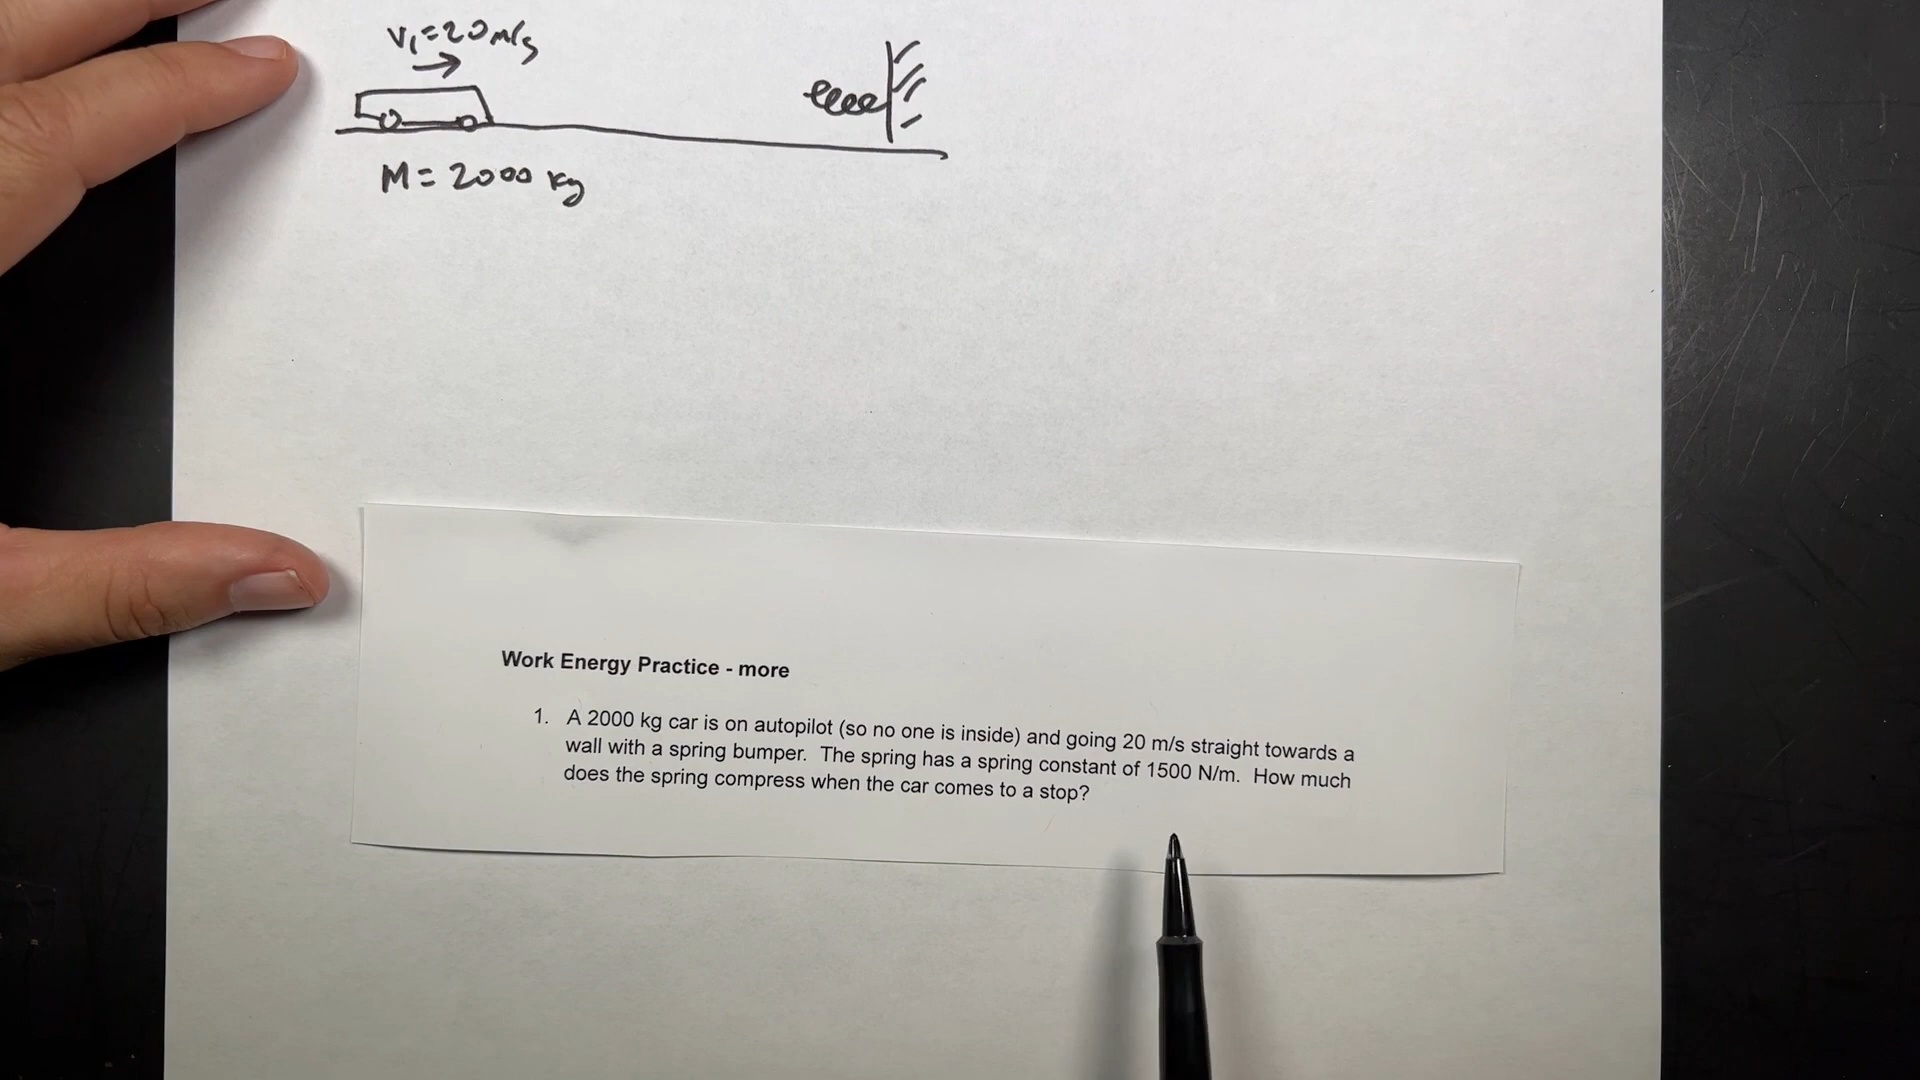 v₁=20 m/s
M= 2000 kg
Work Energy Practice - more
1. A 2000 kg car is on autopilot (so no one is inside) and going 20 m/s straight towards a
wall with a spring bumper. The spring has a spring constant of 1500 N/m. How much
does the spring compress when the car comes to a stop?